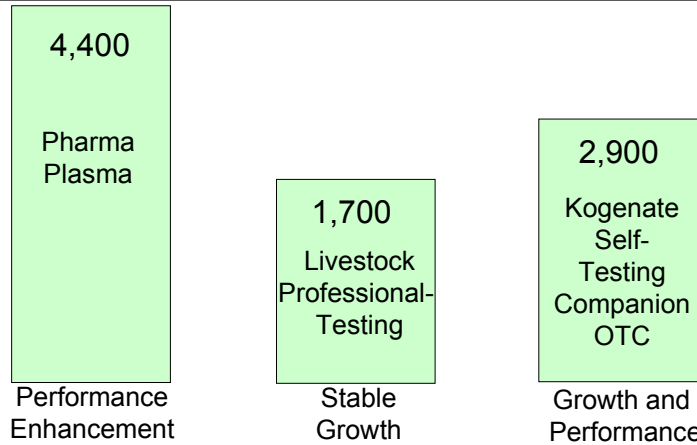 4,400
Pharma
Plasma
Performance
Enhancement
1,700
Livestock
Professional-
Testing
Stable
Growth
2,900
Kogenate
Self-
Testing
Companion
OTC
Growth and
Performance